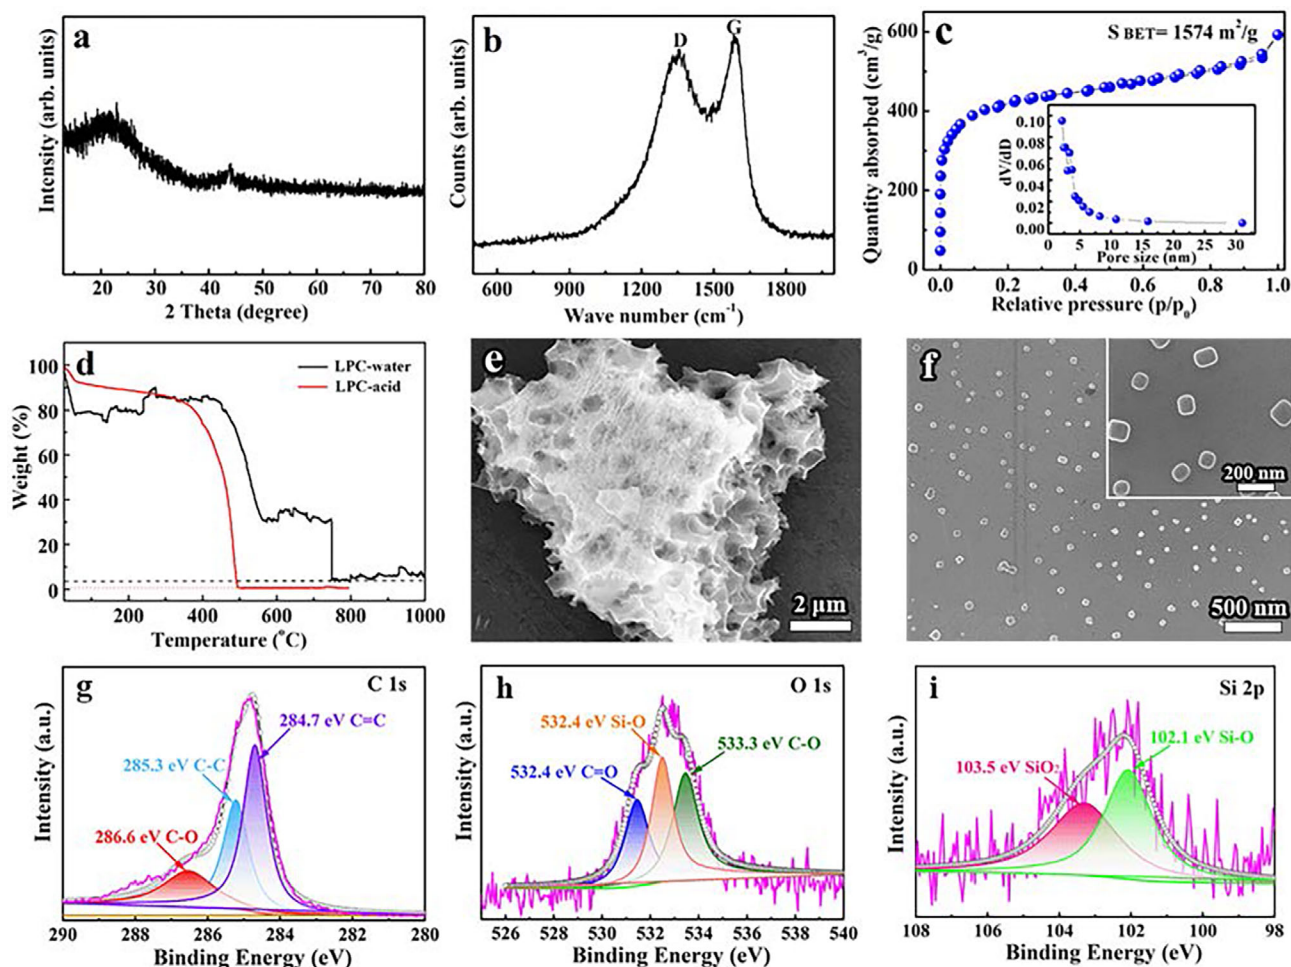 a
Intensity (arb. units)
20 30 40 50 60 70 80
2 Theta (degree)
b
D
G
Counts (arb. units)
600 900 1200 1500 1800
Wave number (cm-1)
c
S BET= 1574 m2/g
Quantity absorbed (cm3/g)
600
400
200
0
0.0 0.2 0.4 0.6 0.8 1.0
Relative pressure (p/p0)
dV/dD
0.10
0.08
0.06
0.04
0.02
0.00
0 5 10 15 20 25 30
Pore size (nm)
d
LPC-water
LPC-acid
Weight (%)
100
80
60
40
20
0
200 400 600 800 1000
Temperature (°C)
e
2 μm
f
200 nm
500 nm
g
C 1s
284.7 eV C=C
285.3 eV C-C
286.6 eV C-O
Intensity (a.u.)
290 288 286 284 282 280
Binding Energy (eV)
h
O 1s
532.4 eV Si-O
533.3 eV C-O
532.4 eV C=O
Intensity (a.u.)
526 528 530 532 534 536 538 540
Binding Energy (eV)
i
Si 2p
102.1 eV Si-O
103.5 eV SiO2
Intensity (a.u.)
108 106 104 102 100 98
Binding Energy (eV)